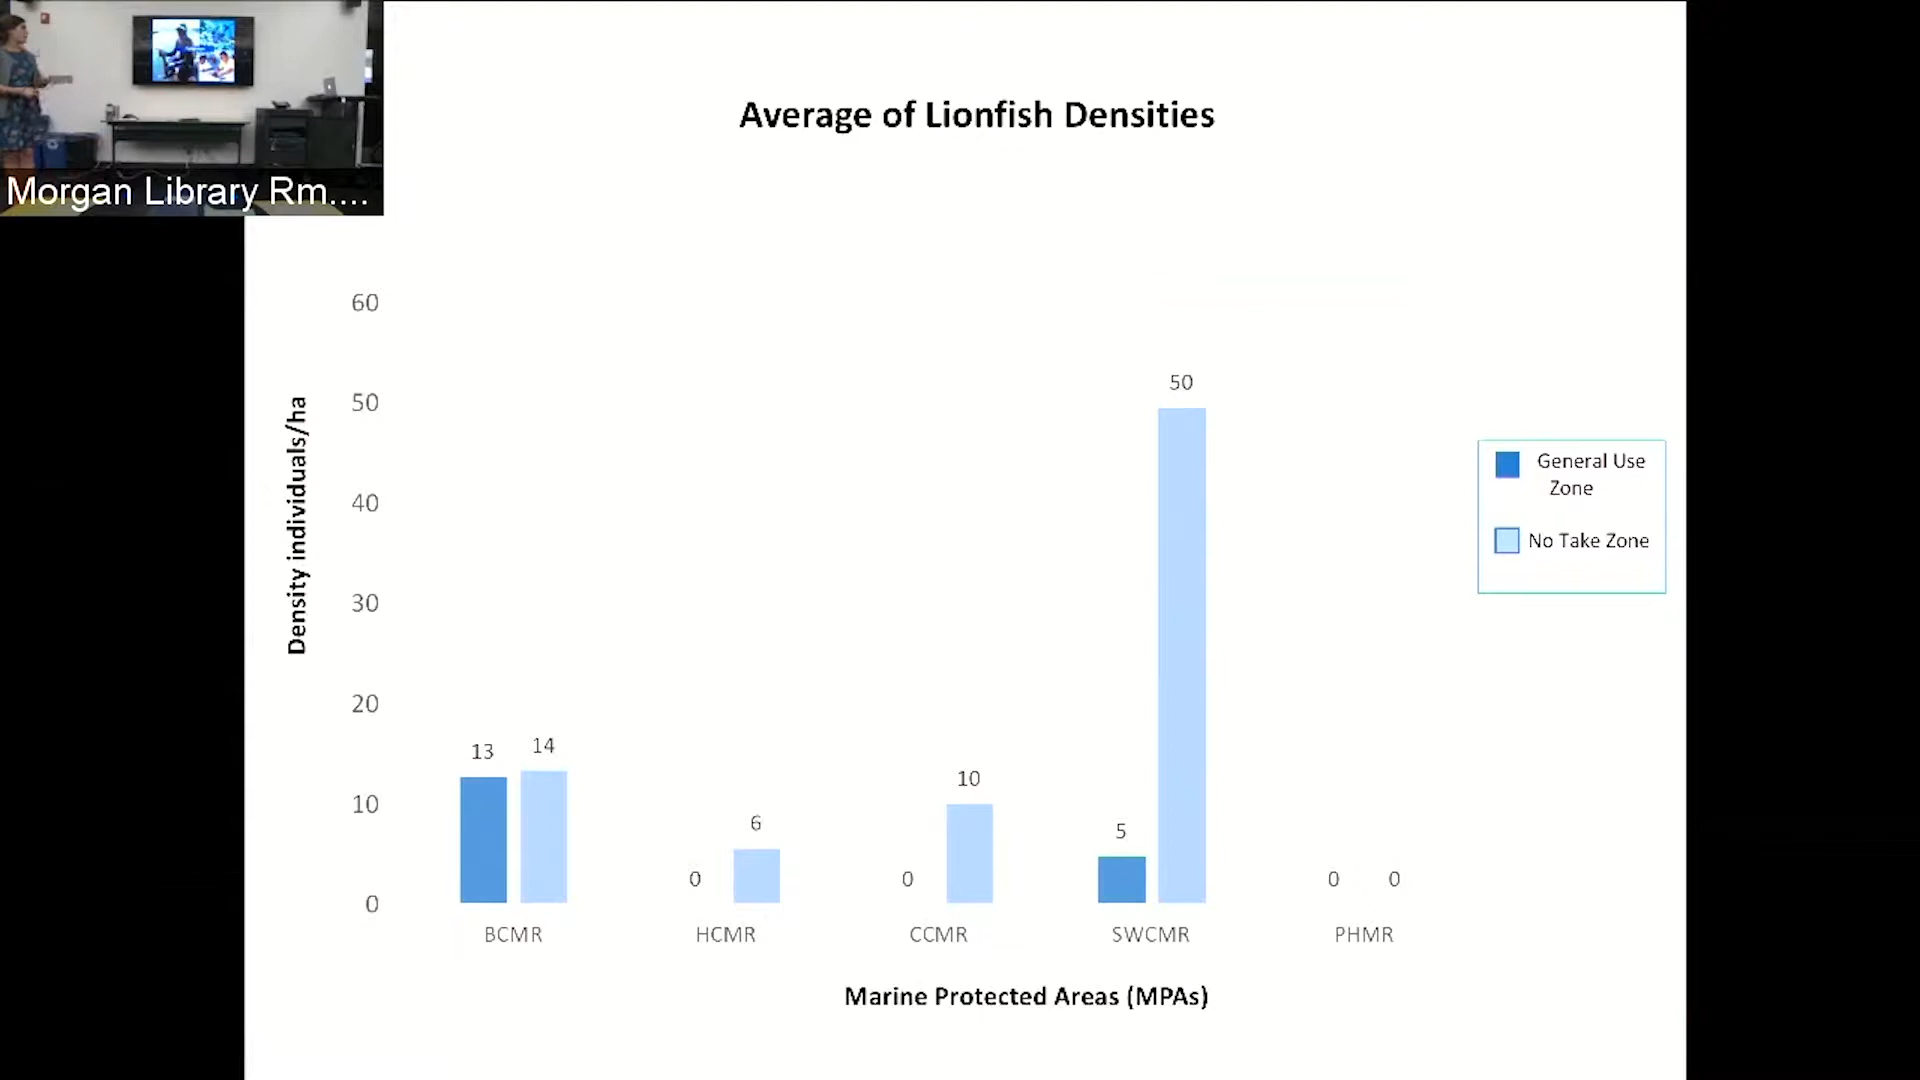 Morgan Library Rm....
Average of Lionfish Densities
Density individuals/ha
60
50
40
30
20
10
0
13
14
0
6
0
10
5
50
0
0
BCMR
HCMR
CCMR
SWCMR
PHMR
Marine Protected Areas (MPAs)
General Use
Zone
No Take Zone